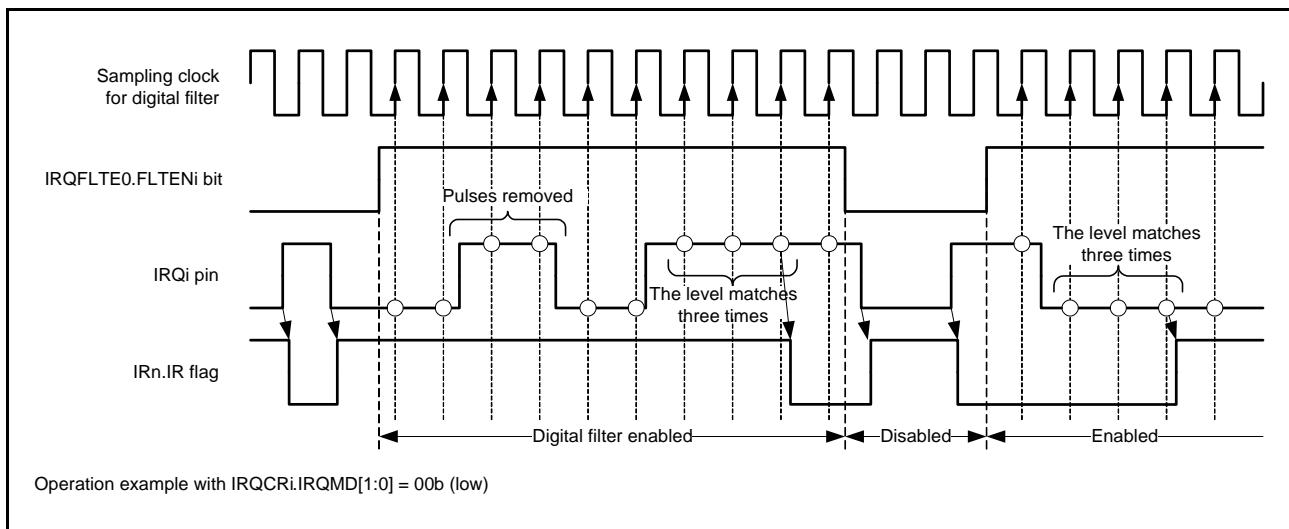 Sampling clock
for digital filter
IRQFLTE0.FLTENi bit
Pulses removed
The level matches
three times
IRQi pin
The level matches
three times
IRn.IR flag
Digital filter enabled
Disabled
Enabled
Operation example with IRQCRi.IRQMD[1:0] = 00b (low)